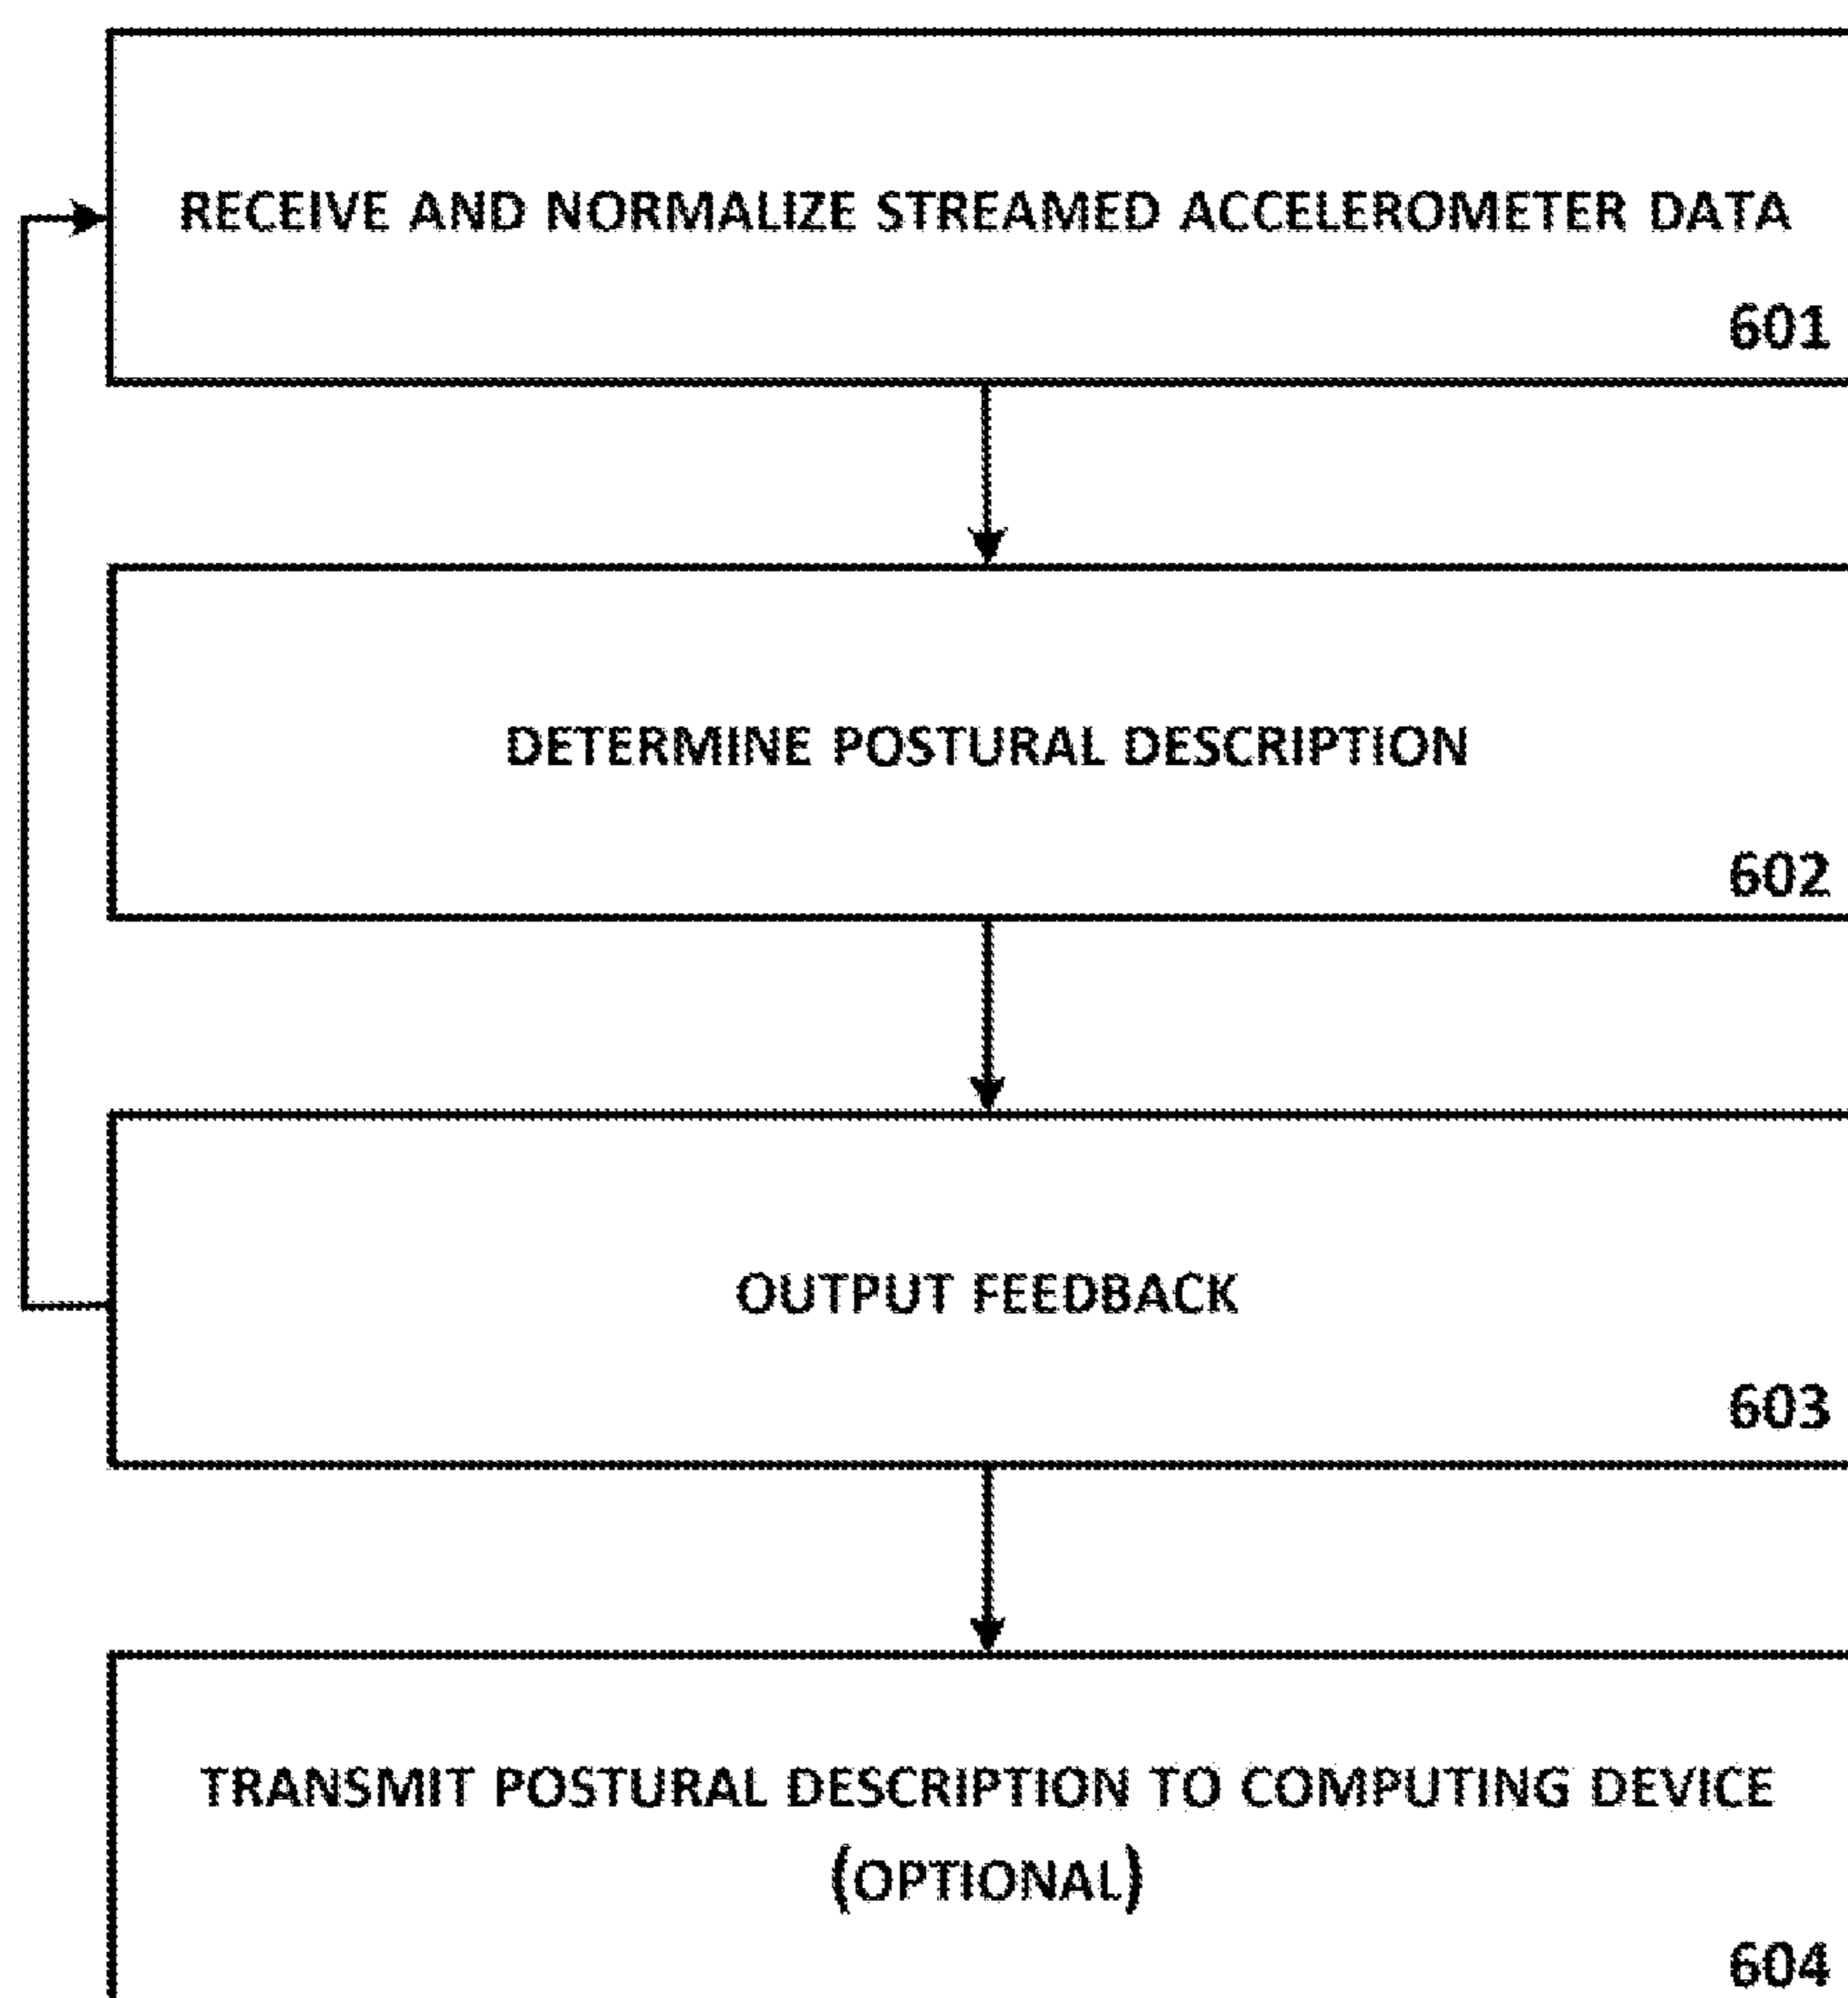 RECEIVE AND NORMALIZE STREAMED ACCELEROMETER DATA
601
DETERMINE POSTURAL DESCRIPTION
602
OUTPUT FEEDBACK
603
TRANSMIT POSTURAL DESCRIPTION TO COMPUTING DEVICE
(OPTIONAL)
604